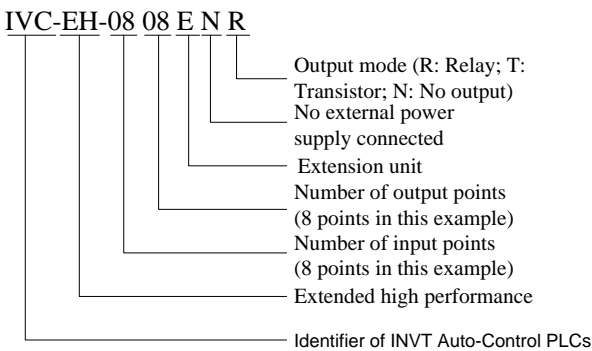 IVC-EH-08 08 E N R
Output mode (R: Relay; T:
Transistor; N: No output)
No external power
supply connected
Extension unit
Number of output points
(8 points in this example)
Number of input points
(8 points in this example)
Extended high performance
Identifier of INVT Auto-Control PLCs